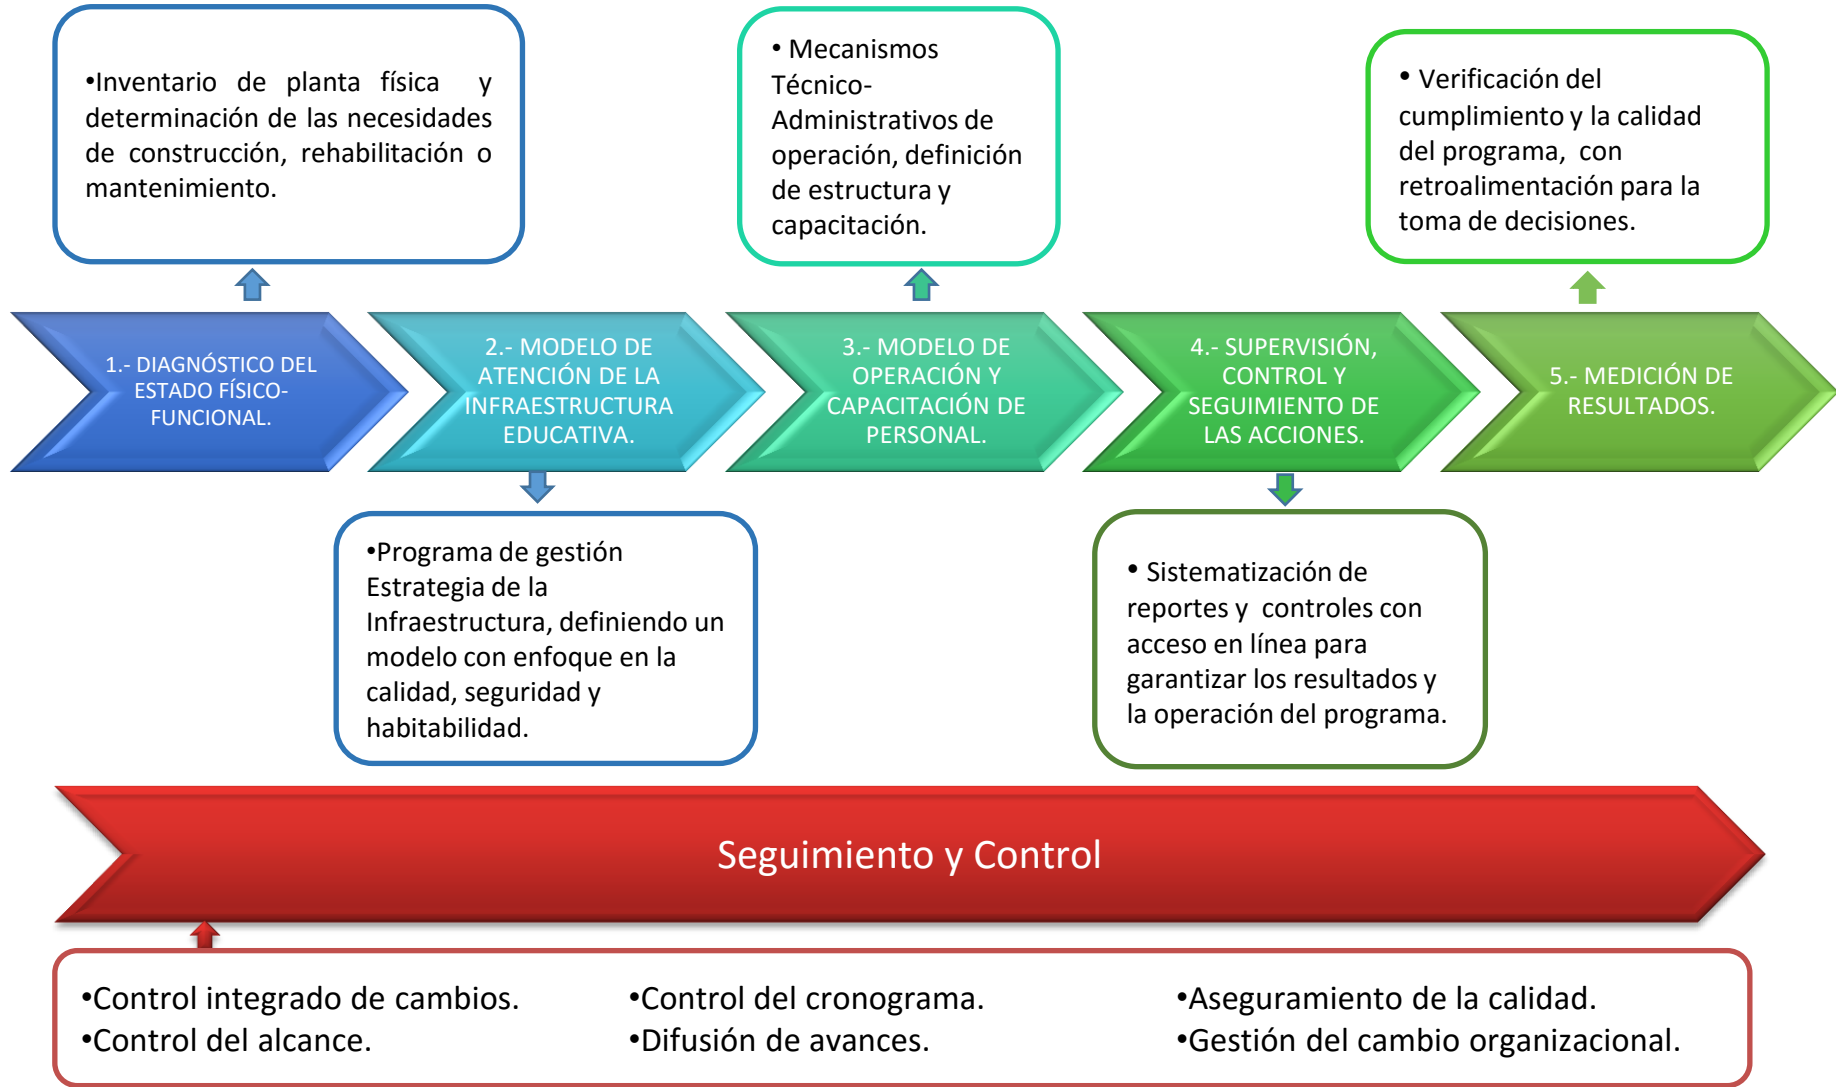 •Inventario de planta física y
determinación de las necesidades
de construcción, rehabilitación o
mantenimiento.
• Mecanismos
Técnico-
Administrativos de
operación, definición
de estructura y
capacitación.
• Verificación del
cumplimiento y la calidad
del programa, con
retroalimentación para la
toma de decisiones.
1.- DIAGNÓSTICO DEL
ESTADO FÍSICO-
FUNCIONAL.
2.- MODELO DE
ATENCIÓN DE LA
INFRAESTRUCTURA
EDUCATIVA.
3.- MODELO DE
OPERACIÓN Y
CAPACITACIÓN DE
PERSONAL.
4.- SUPERVISIÓN,
CONTROL Y
SEGUIMIENTO DE
LAS ACCIONES.
5.- MEDICIÓN DE
RESULTADOS.
•Programa de gestión
Estrategia de la
Infraestructura, definiendo un
modelo con enfoque en la
calidad, seguridad y
habitabilidad.
• Sistematización de
reportes y controles con
acceso en línea para
garantizar los resultados y
la operación del programa.
Seguimiento y Control
•Control integrado de cambios.
•Control del alcance.
•Control del cronograma.
•Difusión de avances.
•Aseguramiento de la calidad.
•Gestión del cambio organizacional.